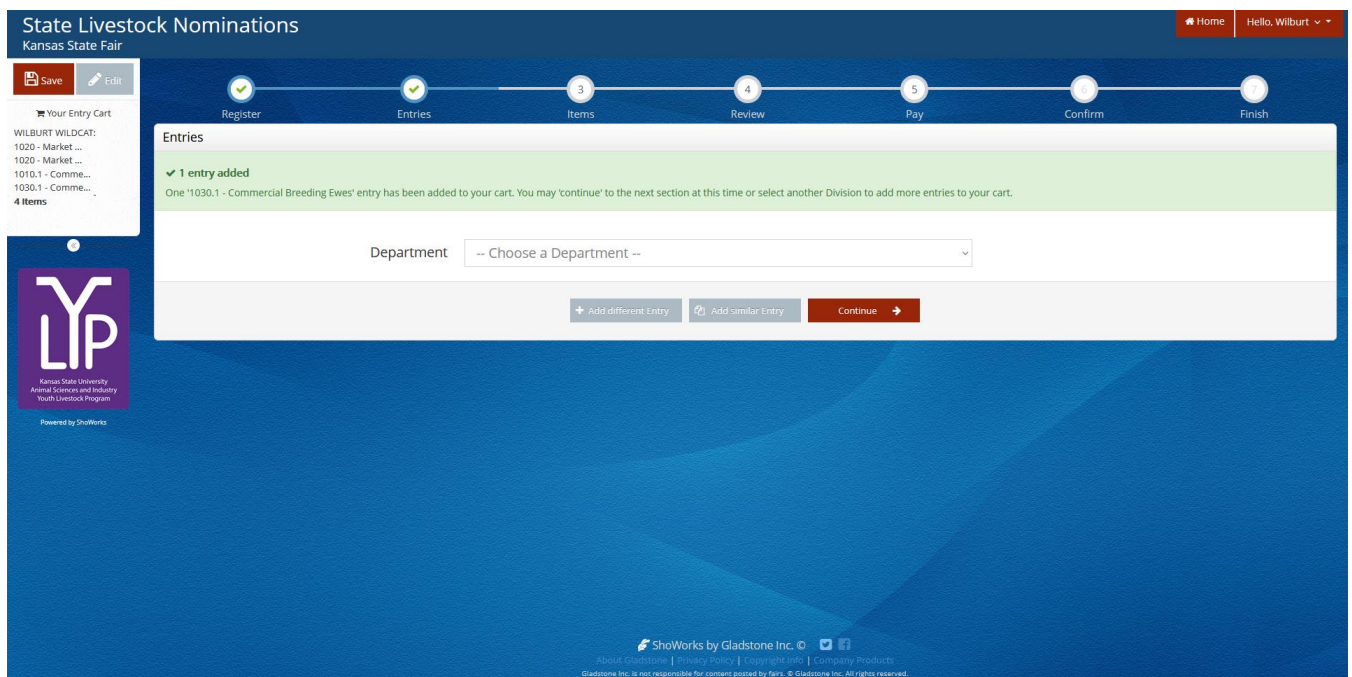 State Livestock Nominations
Kansas State Fair
Home
Hello, Wilburt
Save
Edit
Your Entry Cart
WILBURT WILDCAT:
1020 - Market ...
1020 - Market ...
1010.1 - Comme...
1030.1 - Comme...
4 Items
Register
Entries
3
Items
4
Review
5
Pay
6
Confirm
7
Finish
Entries
1 entry added
One '1030.1 - Commercial Breeding Ewes' entry has been added to your cart. You may 'continue' to the next section at this time or select another Division to add more entries to your cart.
Department
-- Choose a Department --
+ Add different Entry
Add similar Entry
Continue
YLP
Kansas State University
Animal Sciences and Industry
Youth Livestock Program
Powered by ShoWorks
ShoWorks by Gladstone Inc. ©
About Gladstone | Privacy Policy | Copyright Info | Company Products
Gladstone Inc. is not responsible for content posted by fairs. © Gladstone Inc. All rights reserved.